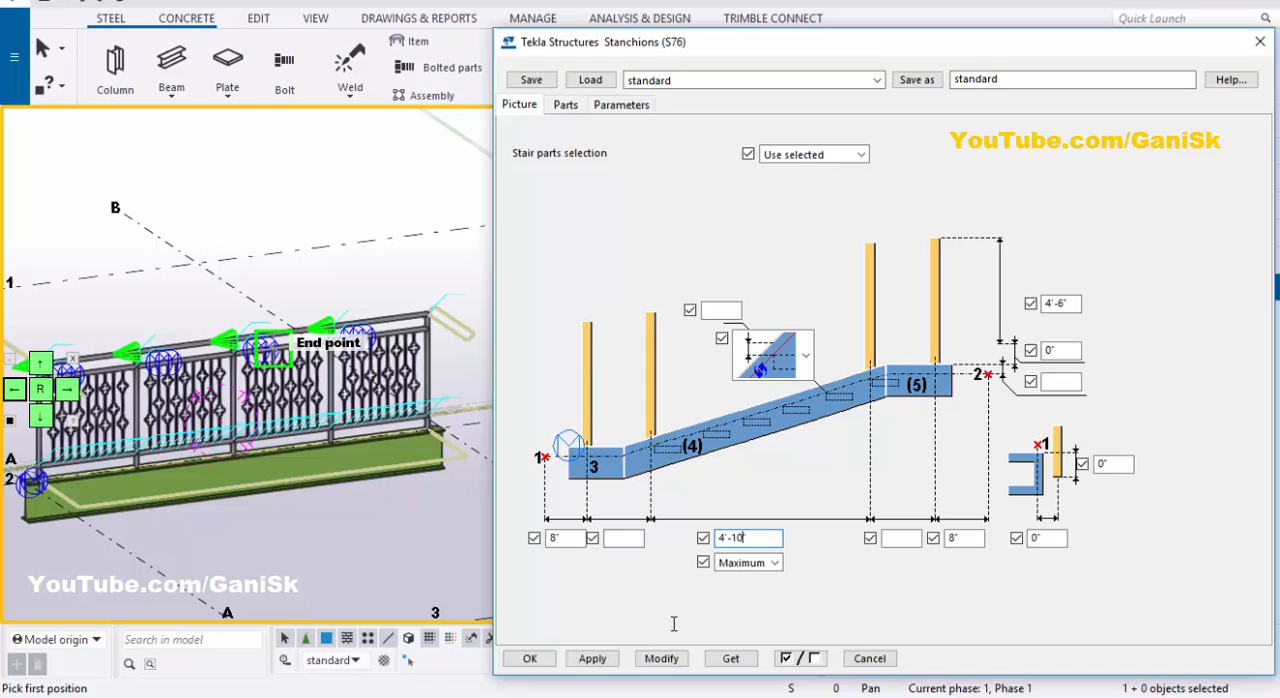 STEEL CONCRETE EDIT VIEW DRAWINGS & REPORTS MANAGE ANALYSIS & DESIGN TRIMBLE CONNECT Quick Launch
Column Beam Plate Bolt Weld
Item
Bolted parts
Assembly
B
1
End point
R
X
?
A
2
YouTube.com/GaniSk
A 3
Tekla Structures Stanchions (S76)
Save Load standard Save as standard Help...
Picture Parts Parameters
YouTube.com/GaniSk
Stair parts selection Use selected
4'-6"
0"
2
(5)
(4)
1
3
1
0"
8" 4'-10" 8" 0"
Maximum
OK Apply Modify Get / Cancel
Model origin Search in model
standard
Pick first position S 0 Pan Current phase: 1, Phase 1 1 + 0 objects selected